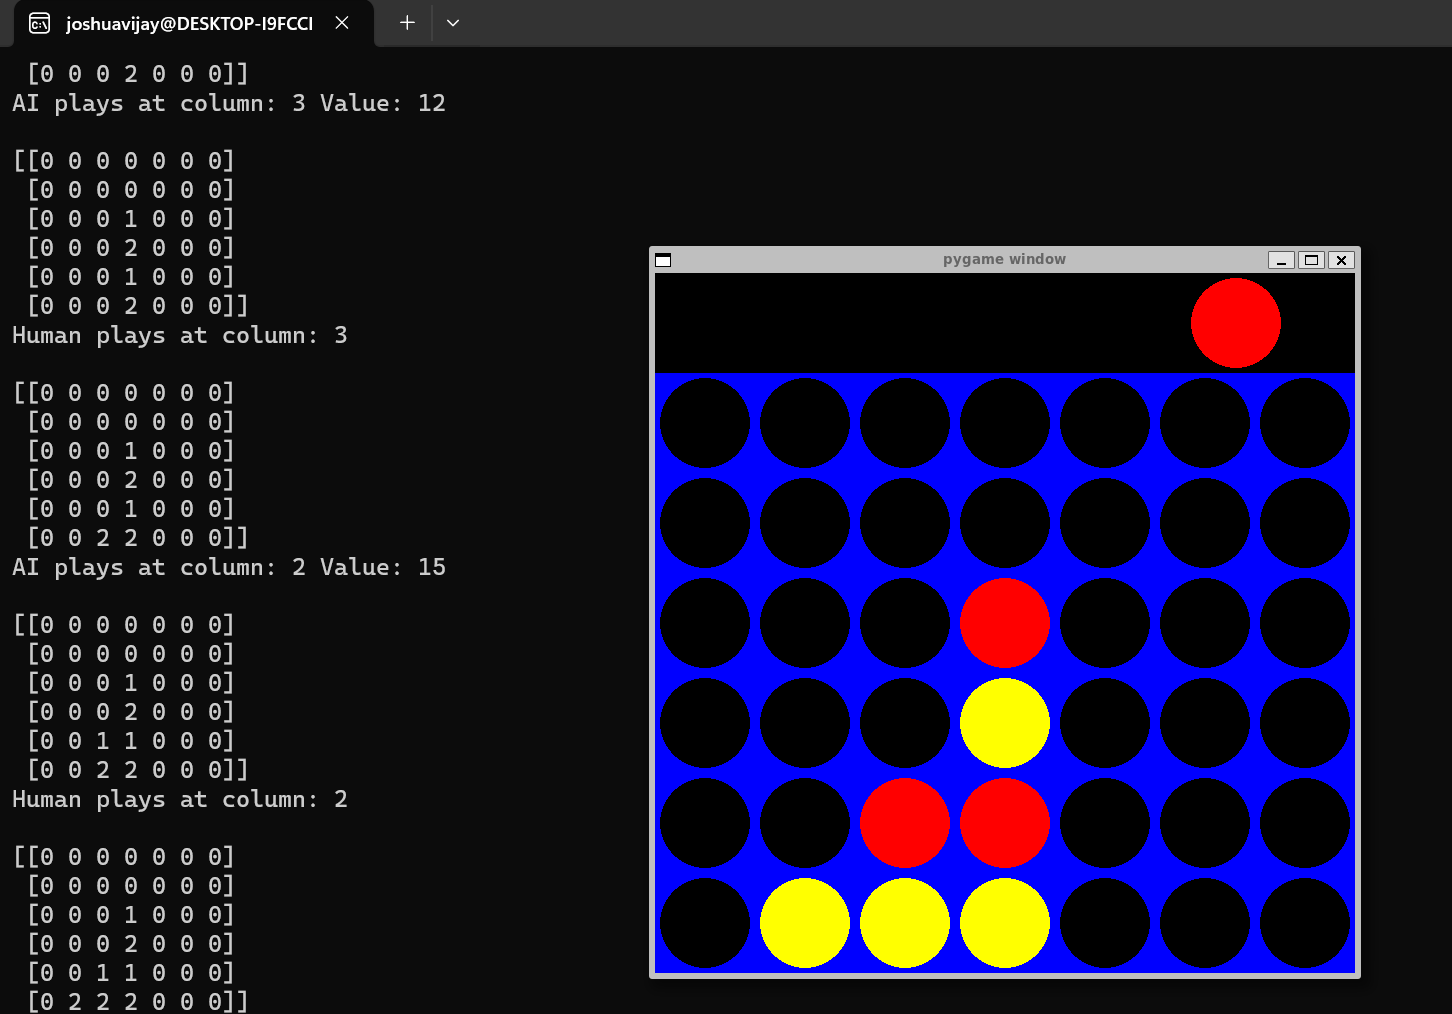 joshuavijay@DESKTOP-I9FCCI
[0 0 0 2 0 0 0]]
AI plays at column: 3 Value: 12
[[0 0 0 0 0 0 0]
[0 0 0 0 0 0 0]
[0 0 0 1 0 0 0]
[0 0 0 2 0 0 0]
[0 0 0 1 0 0 0]
[0 0 0 2 0 0 0]]
Human plays at column: 3
[[0 0 0 0 0 0 0]
[0 0 0 0 0 0 0]
[0 0 0 1 0 0 0]
[0 0 0 2 0 0 0]
[0 0 0 1 0 0 0]
[0 0 2 2 0 0 0]]
AI plays at column: 2 Value: 15
[[0 0 0 0 0 0 0]
[0 0 0 0 0 0 0]
[0 0 0 1 0 0 0]
[0 0 0 2 0 0 0]
[0 0 1 1 0 0 0]
[0 0 2 2 0 0 0]]
Human plays at column: 2
[[0 0 0 0 0 0 0]
[0 0 0 0 0 0 0]
[0 0 0 1 0 0 0]
[0 0 0 2 0 0 0]
[0 0 1 1 0 0 0]
[0 2 2 2 0 0 0]]
pygame window